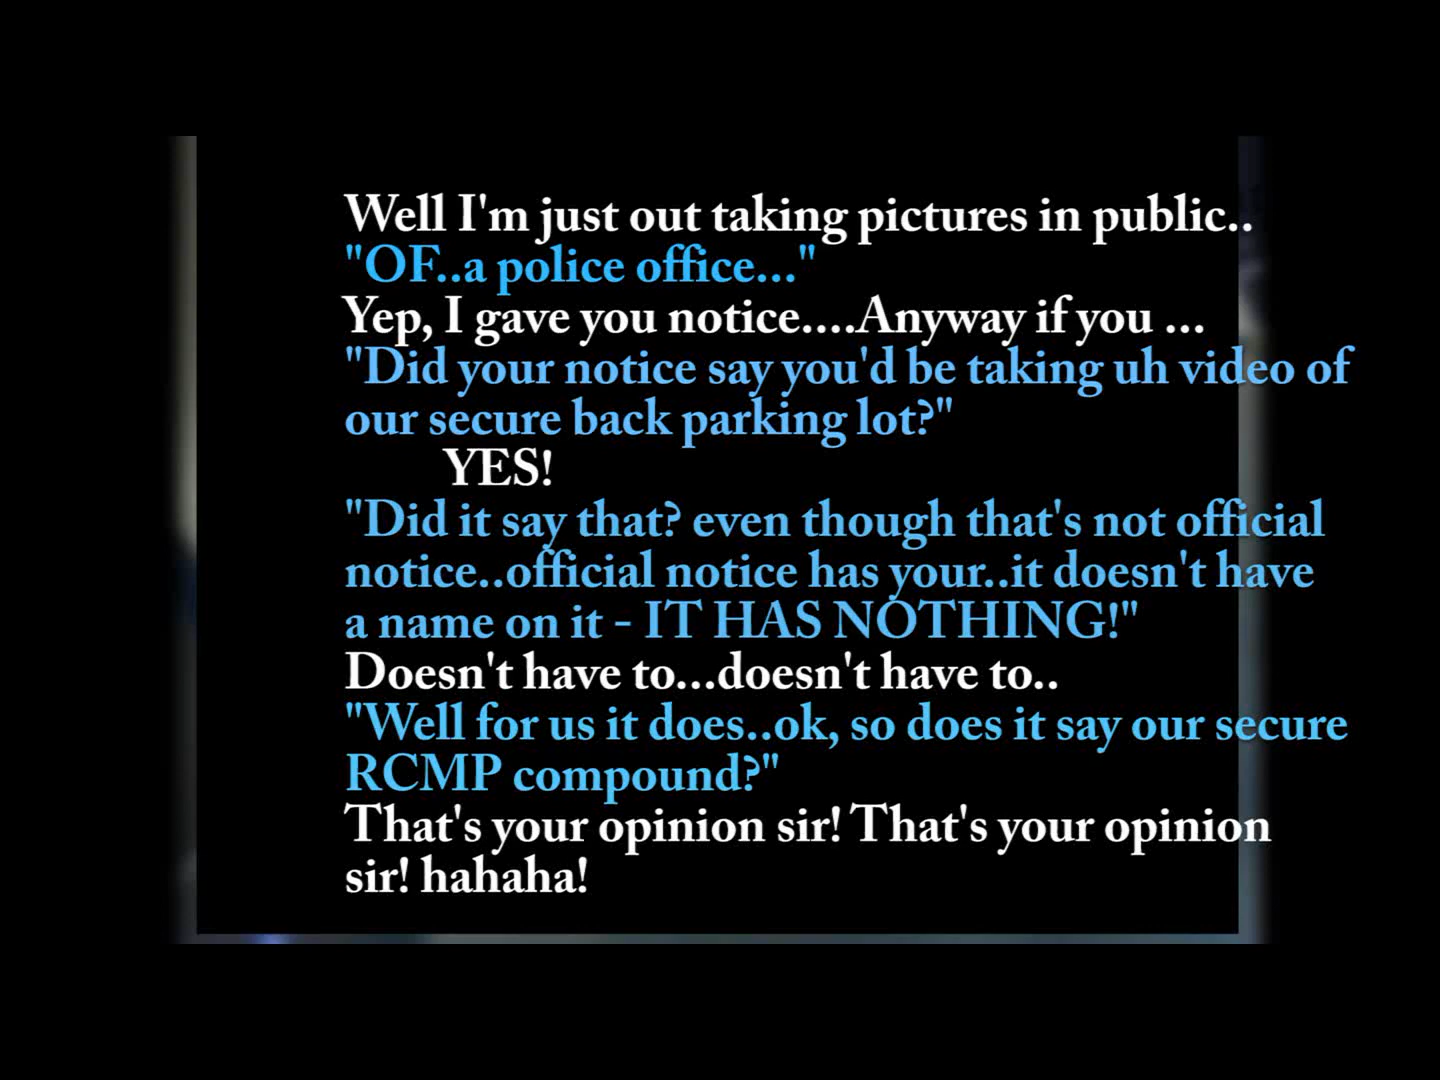 Well I'm just out taking pictures in public..
"OF..a police office..."
Yep, I gave you notice....Anyway if you ...
"Did your notice say you'd be taking uh video of
our secure back parking lot?"
YES!
"Did it say that? even though that's not official
notice..official notice has your..it doesn't have
a name on it - IT HAS NOTHING!"
Doesn't have to...doesn't have to..
"Well for us it does..ok, so does it say our secure
RCMP compound?"
That's your opinion sir! That's your opinion
sir! hahaha!